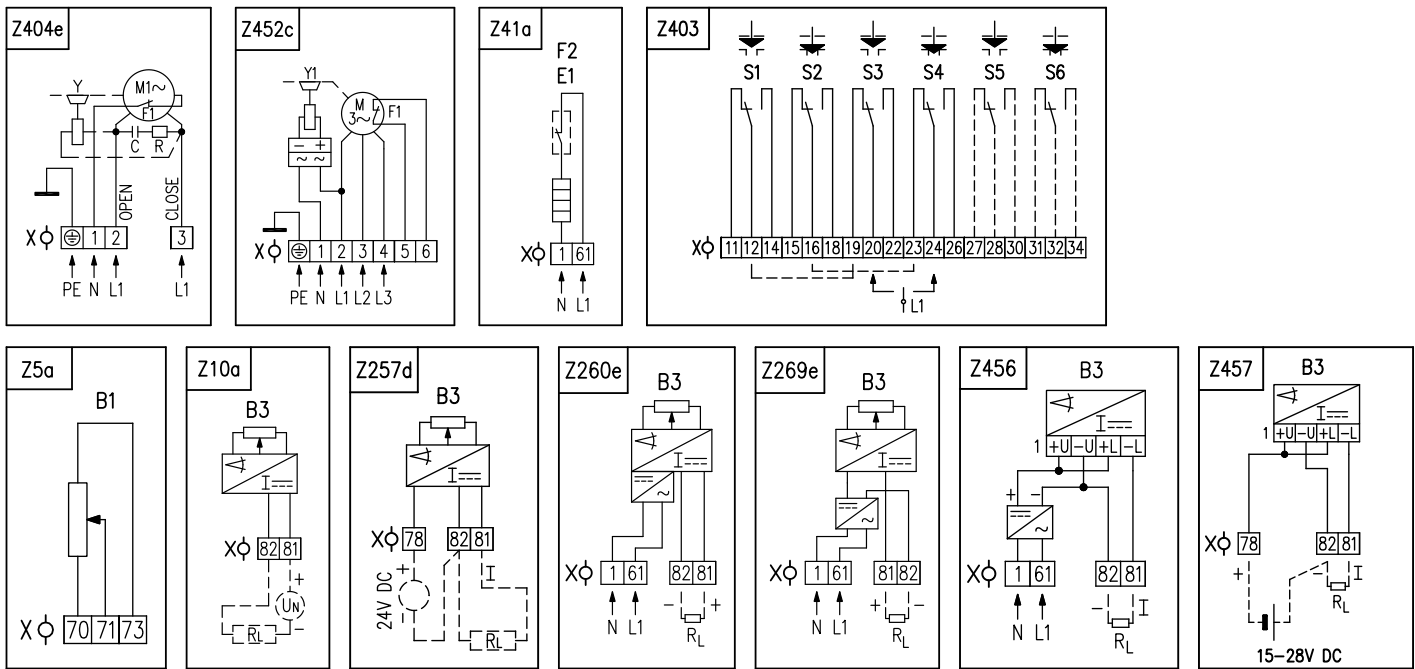 Z404e
Y
M1~
F1
C R
OPEN
CLOSE
X 1 2 3
PE N L1 L1
Z452c
Y1
M
3~
F1
- +
~ ~
X 1 2 3 4 5 6
PE N L1 L2 L3
Z41a
F2
E1
X 1 61
N L1
Z403
S1 S2 S3 S4 S5 S6
X 11 12 14 15 16 18 19 20 22 23 24 26 27 28 30 31 32 34
L1
Z5a
B1
X 70 71 73
Z10a
B3
I
X 82 81
+
UN
RL -
Z257d
B3
I
X 78 82 81
+ I
24V DC
-
RL
Z260e
B3
I
~
X 1 61 82 81
N L1 - +
RL
Z269e
B3
I
~
X 1 61 81 82
N L1 + -
RL
Z456
B3
I
1 +U -U +L -L
+ -
~
X 1 61 82 81
N L1 - I
RL
Z457
B3
I
1 +U -U +L -L
X 78 82 81
+ - I
RL
15-28V DC